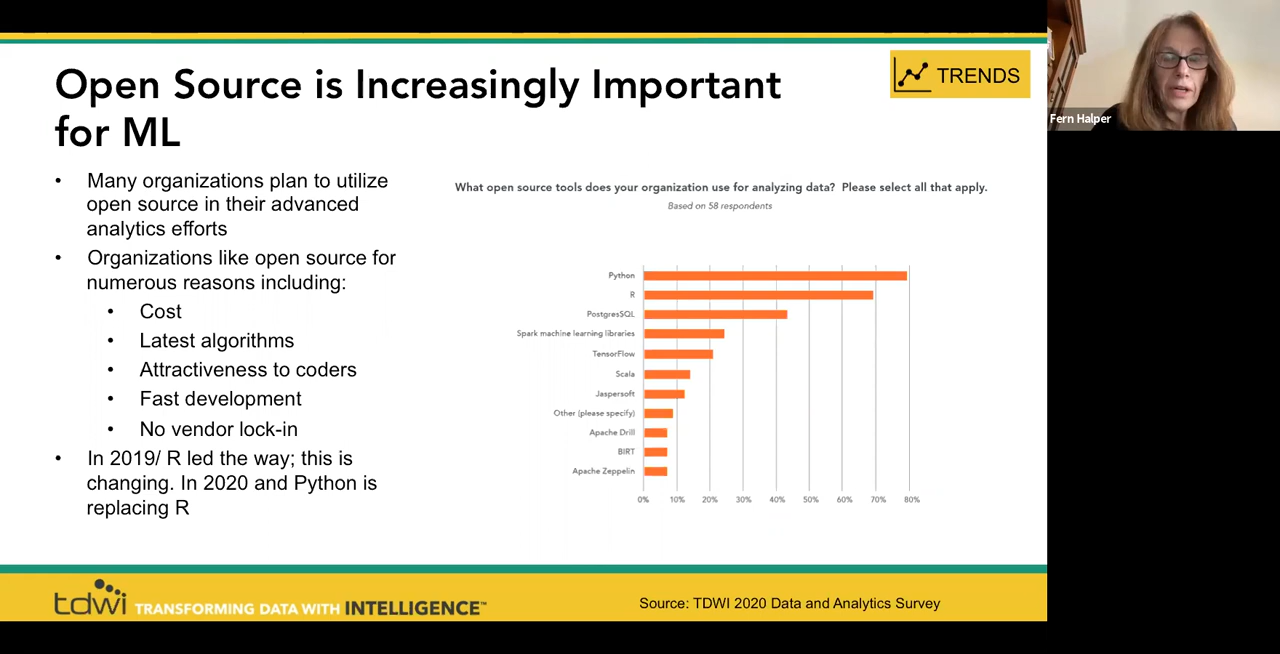 Open Source is Increasingly Important
for ML
TRENDS
Fern Halper
• Many organizations plan to utilize
open source in their advanced
analytics efforts
• Organizations like open source for
numerous reasons including:
• Cost
• Latest algorithms
• Attractiveness to coders
• Fast development
• No vendor lock-in
• In 2019/ R led the way; this is
changing. In 2020 and Python is
replacing R
What open source tools does your organization use for analyzing data? Please select all that apply.
Based on 58 respondents
Python
R
PostgresSQL
Spark machine learning libraries
TensorFlow
Scala
Jaspersoft
Other (please specify)
Apache Drill
BIRT
Apache Zeppelin
0% 10% 20% 30% 40% 50% 60% 70% 80%
tdwi TRANSFORMING DATA WITH INTELLIGENCE™
Source: TDWI 2020 Data and Analytics Survey